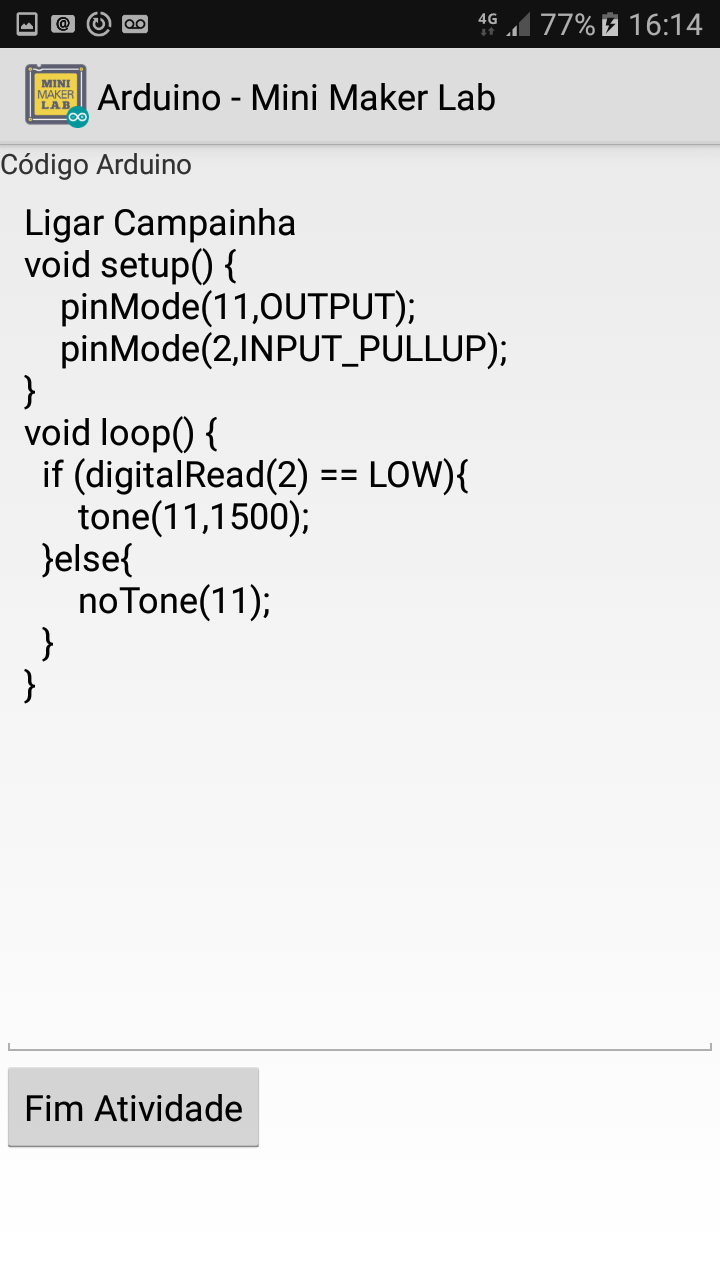 4G 77% 16:14
MINI
MAKER
LAB
Arduino - Mini Maker Lab
Código Arduino
Ligar Campainha
void setup() {
pinMode(11,OUTPUT);
pinMode(2,INPUT_PULLUP);
}
void loop() {
if (digitalRead(2) == LOW){
tone(11,1500);
}else{
noTone(11);
}
}
Fim Atividade